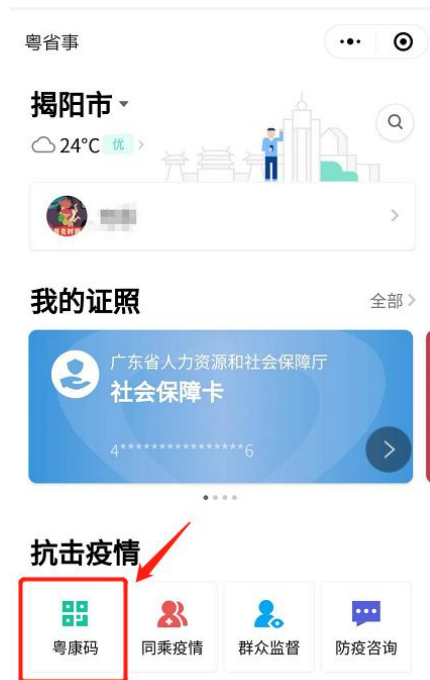 粤省事
揭阳市
24°C 优
我的证照
全部
广东省人力资源和社会保障厅
社会保障卡
4****************6
抗击疫情
粤康码
同乘疫情
群众监督
防疫咨询